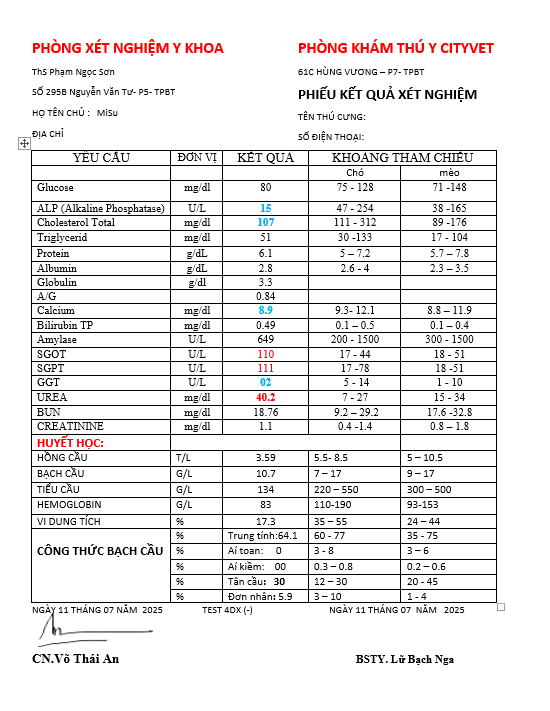 PHÒNG XÉT NGHIỆM Y KHOA PHÒNG KHÁM THÚ Y CITYVET
ThS Phạm Ngọc Sơn 61C HÙNG VƯƠNG – P7- TPBT
SỐ 295B Nguyễn Văn Tư- P5- TPBT PHIẾU KẾT QUẢ XÉT NGHIỆM
HỌ TÊN CHỦ : MiSu TÊN THÚ CƯNG:
ĐỊA CHỈ SỐ ĐIỆN THOẠI:
YÊU CẦU ĐƠN VỊ KẾT QUẢ KHOẢNG THAM CHIẾU
Chó mèo
Glucose mg/dl 80 75 - 128 71 -148
ALP (Alkaline Phosphatase) U/L 15 47 - 254 38 -165
Cholesterol Total mg/dl 107 111 - 312 89 -176
Triglycerid mg/dl 51 30 -133 17 - 104
Protein g/dL 6.1 5 – 7.2 5.7 – 7.8
Albumin g/dL 2.8 2.6 - 4 2.3 – 3.5
Globulin g/dl 3.3
A/G 0.84
Calcium mg/dl 8.9 9.3- 12.1 8.8 – 11.9
Bilirubin TP mg/dl 0.49 0.1 – 0.5 0.1 – 0.4
Amylase U/L 649 200 - 1500 300 - 1500
SGOT U/L 110 17 - 44 18 - 51
SGPT U/L 111 17 -78 18 -51
GGT U/L 02 5 - 14 1 - 10
UREA mg/dl 40.2 7 - 27 15 - 34
BUN mg/dl 18.76 9.2 – 29.2 17.6 -32.8
CREATININE mg/dl 1.1 0.4 -1.4 0.8 – 1.8
HUYẾT HỌC:
HỒNG CẦU T/L 3.59 5.5- 8.5 5 – 10.5
BẠCH CẦU G/L 10.7 7 – 17 9 – 17
TIỂU CẦU G/L 134 220 – 550 300 – 500
HEMOGLOBIN G/L 83 110-190 93-153
VI DUNG TÍCH % 17.3 35 – 55 24 – 44
CÔNG THỨC BẠCH CẦU % Trung tính:64.1 60 - 77 35 - 75
% Aí toan: 0 3 - 8 3 – 6
% Aí kiềm: 00 0.3 – 0.8 0.2 – 0.6
% Tân cầu: 30 12 – 30 20 - 45
% Đơn nhân: 5.9 3 – 10 1 - 4
NGÀY 11 THÁNG 07 NĂM 2025 TEST 4DX (-) NGÀY 11 THÁNG 07 NĂM 2025
CN.Võ Thái An BSTY. Lữ Bạch Nga